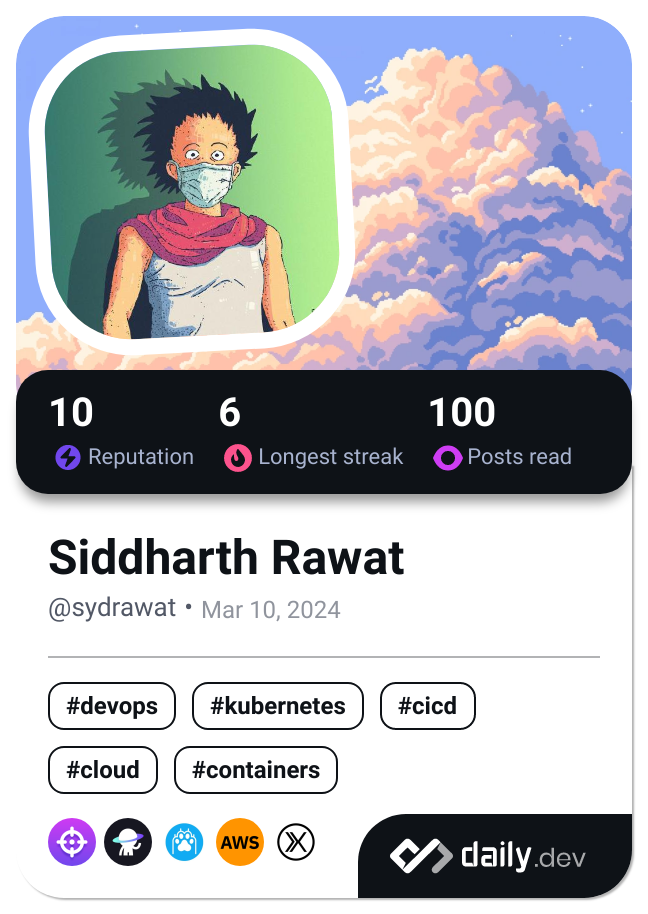 10 6 100
Reputation Longest streak Posts read
Siddharth Rawat
@sydrawat • Mar 10, 2024
#devops #kubernetes #cicd
#cloud #containers
AWS daily.dev